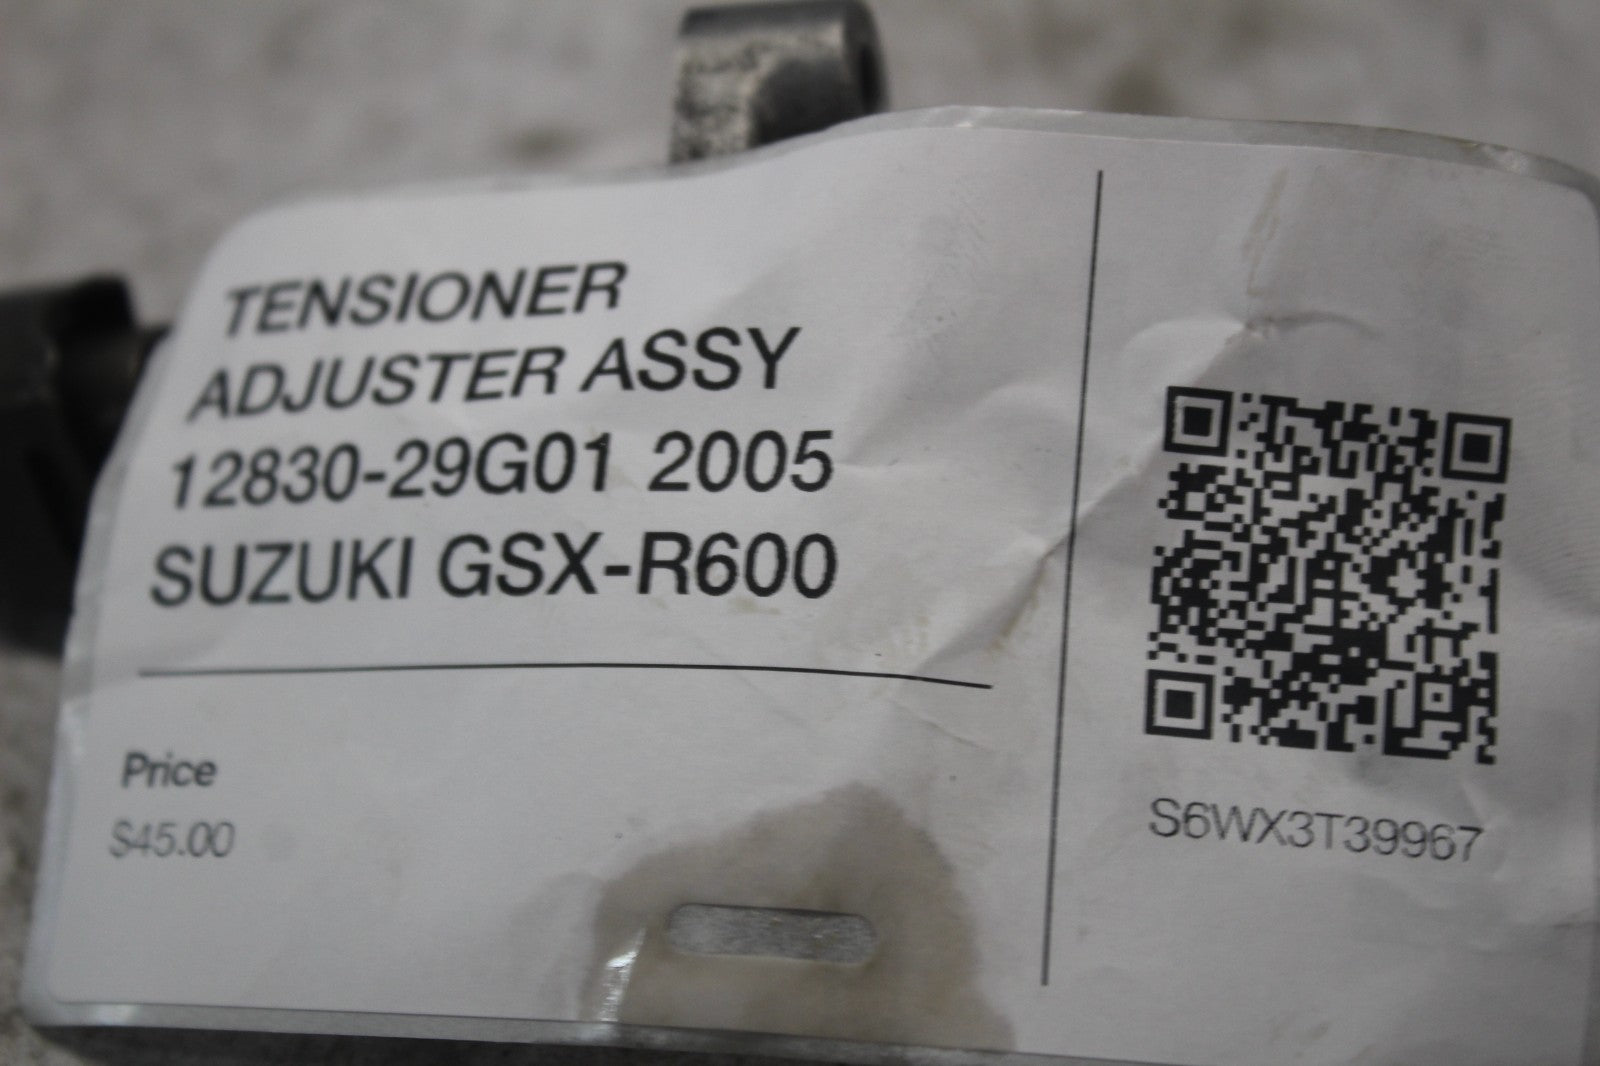 TENSIONER
ADJUSTER ASSY
12830-29G01 2005
SUZUKI GSX-R600
Price
$45.00
S6WX3T39967